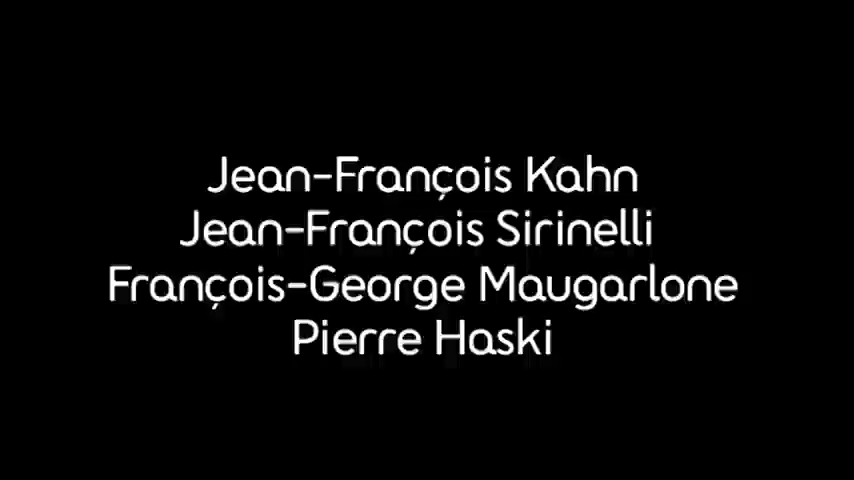 Jean-François Kahn
Jean-François Sirinelli
François-George Maugarlone
Pierre Haski